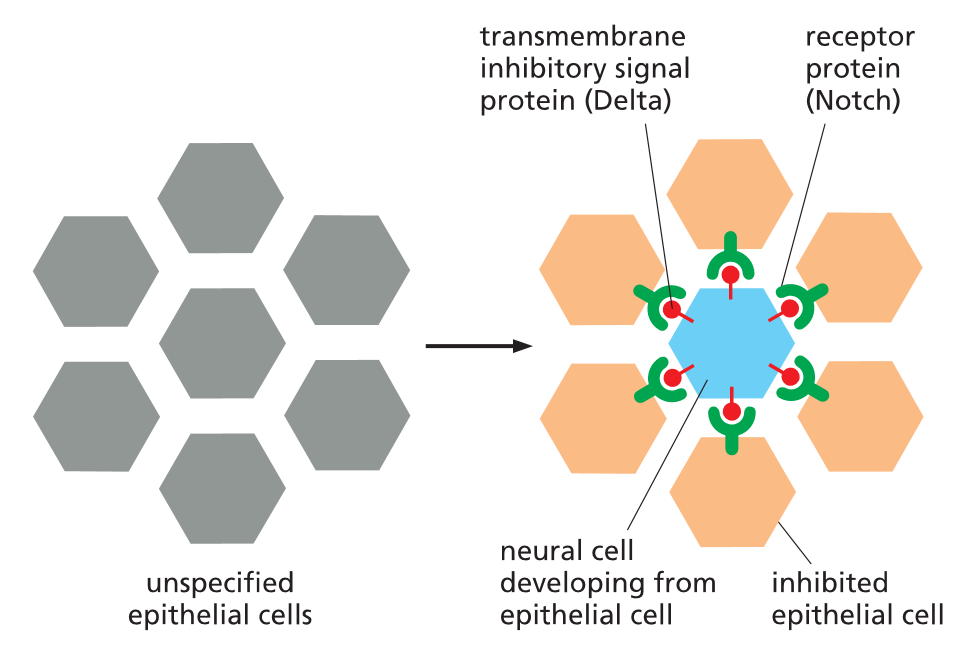 transmembrane
inhibitory signal
protein (Delta)
receptor
protein
(Notch)
unspecified
epithelial cells
neural cell
developing from
epithelial cell
inhibited
epithelial cell